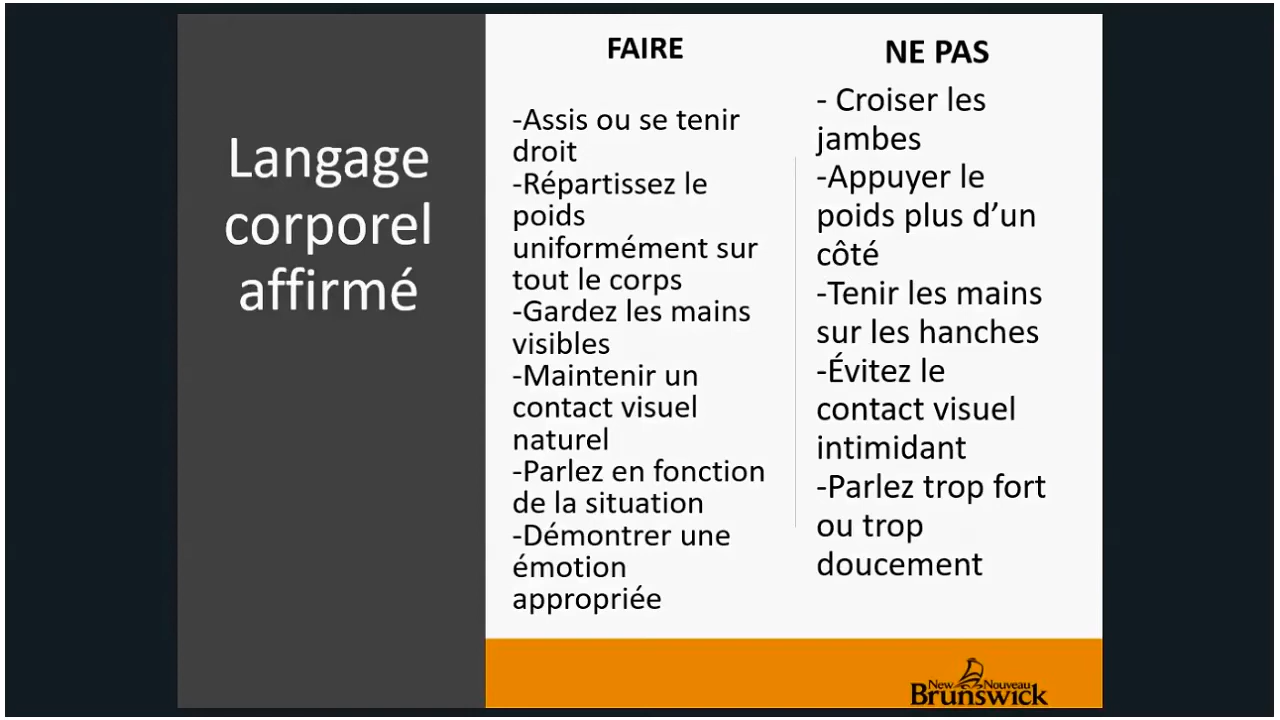 Langage
corporel
affirmé
FAIRE
-Assis ou se tenir
droit
-Répartissez le
poids
uniformément sur
tout le corps
-Gardez les mains
visibles
-Maintenir un
contact visuel
naturel
-Parlez en fonction
de la situation
-Démontrer une
émotion
appropriée
NE PAS
- Croiser les
jambes
-Appuyer le
poids plus d’un
côté
-Tenir les mains
sur les hanches
-Évitez le
contact visuel
intimidant
-Parlez trop fort
ou trop
doucement
New Nouveau
Brunswick